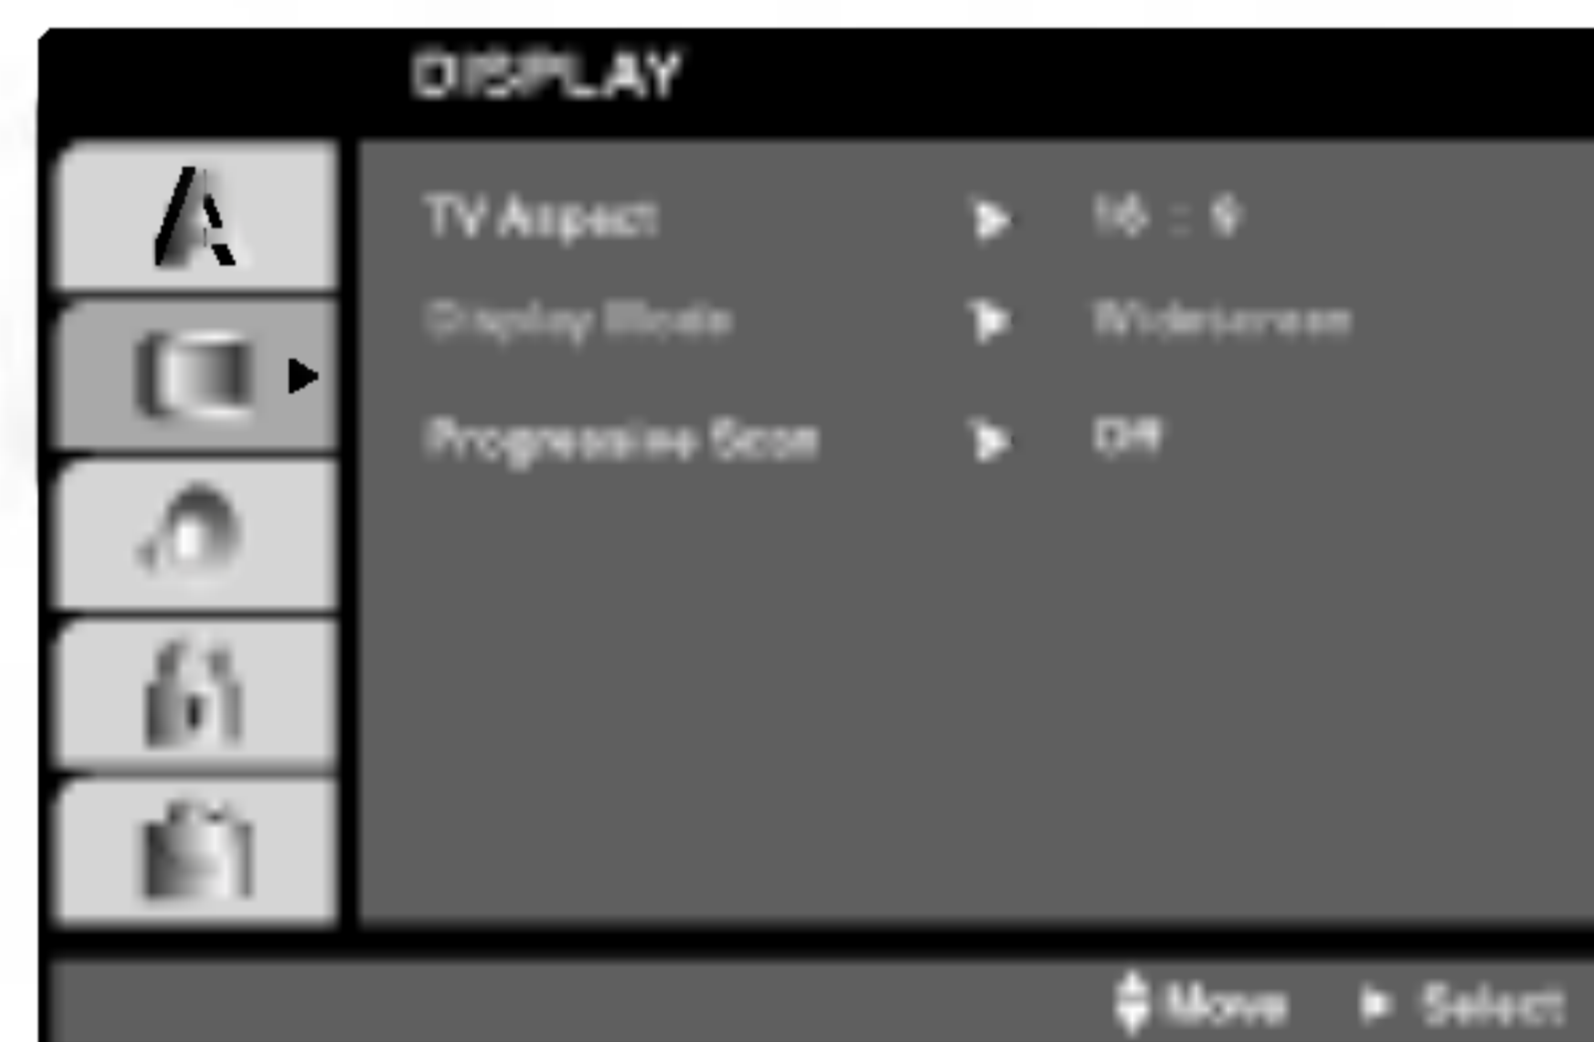 DISPLAY
TV Aspect 16 : 9
Display Mode Widescreen
Progressive Scan Off
Move Select